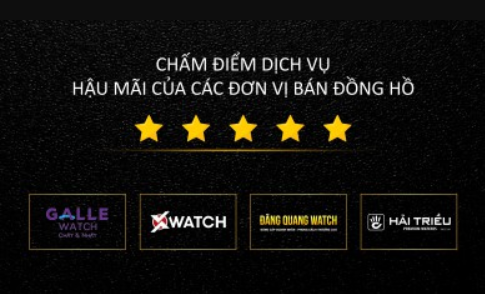 CHẤM ĐIỂM DỊCH VỤ
HẬU MÃI CỦA CÁC ĐƠN VỊ BÁN ĐỒNG HỒ
GALLE
WATCH
XWATCH
ĐĂNG QUANG WATCH
HẢI TRIỀU